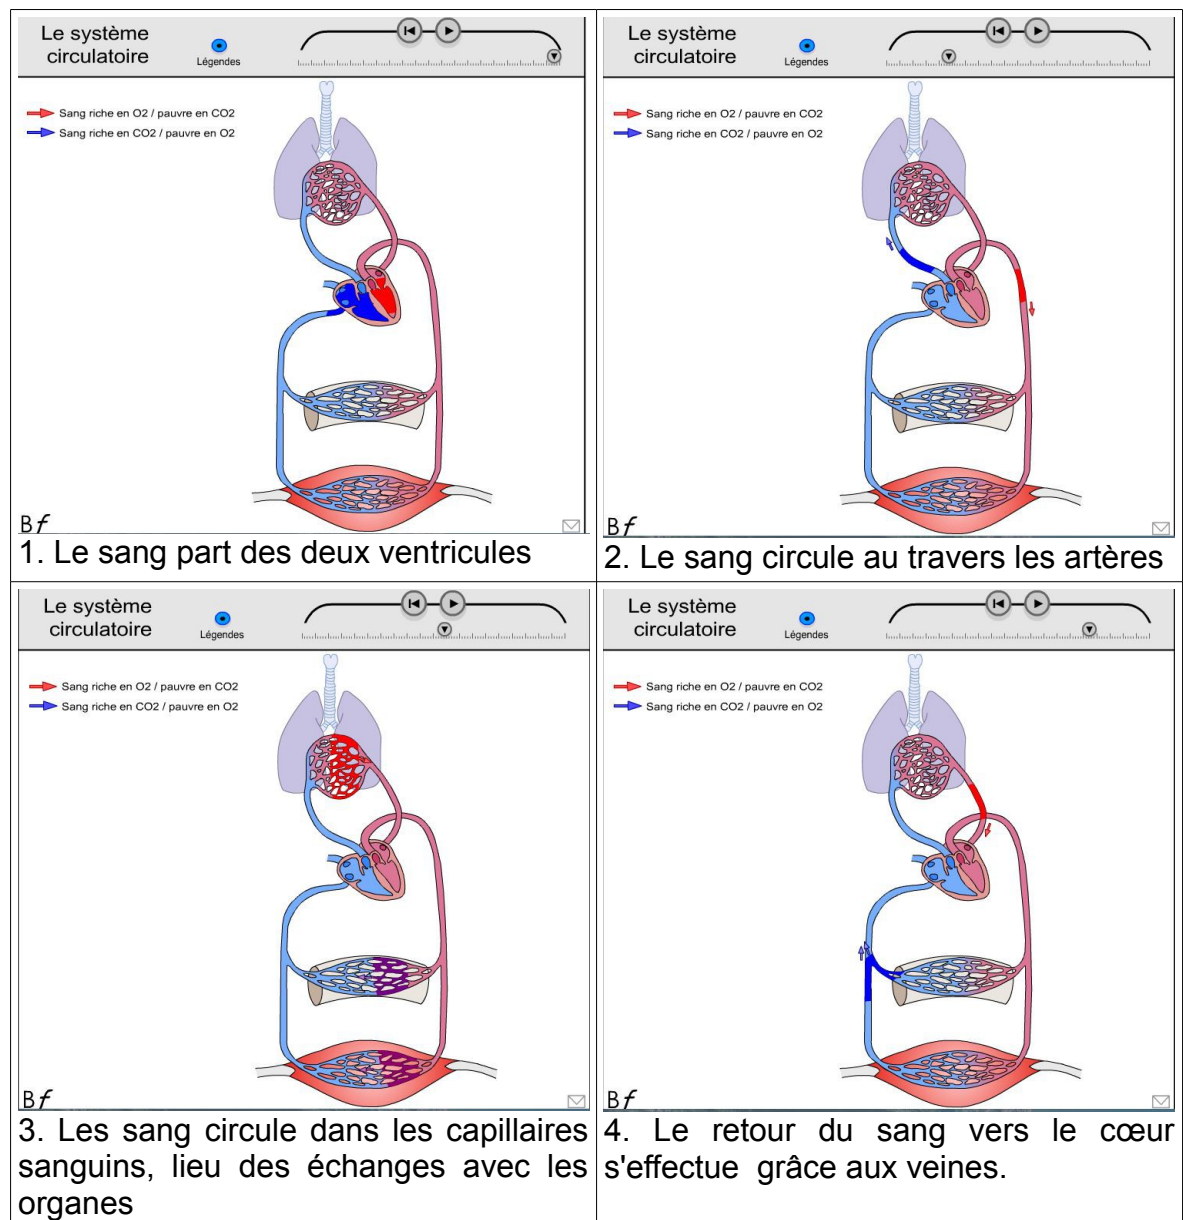 Le système
circulatoire
Légendes
Sang riche en O2 / pauvre en CO2
Sang riche en CO2 / pauvre en O2
Bf
1. Le sang part des deux ventricules
Le système
circulatoire
Légendes
Sang riche en O2 / pauvre en CO2
Sang riche en CO2 / pauvre en O2
Bf
2. Le sang circule au travers les artères
Le système
circulatoire
Légendes
Sang riche en O2 / pauvre en CO2
Sang riche en CO2 / pauvre en O2
Bf
3. Les sang circule dans les capillaires
sanguins, lieu des échanges avec les
organes
Le système
circulatoire
Légendes
Sang riche en O2 / pauvre en CO2
Sang riche en CO2 / pauvre en O2
Bf
4. Le retour du sang vers le cœur
s'effectue grâce aux veines.